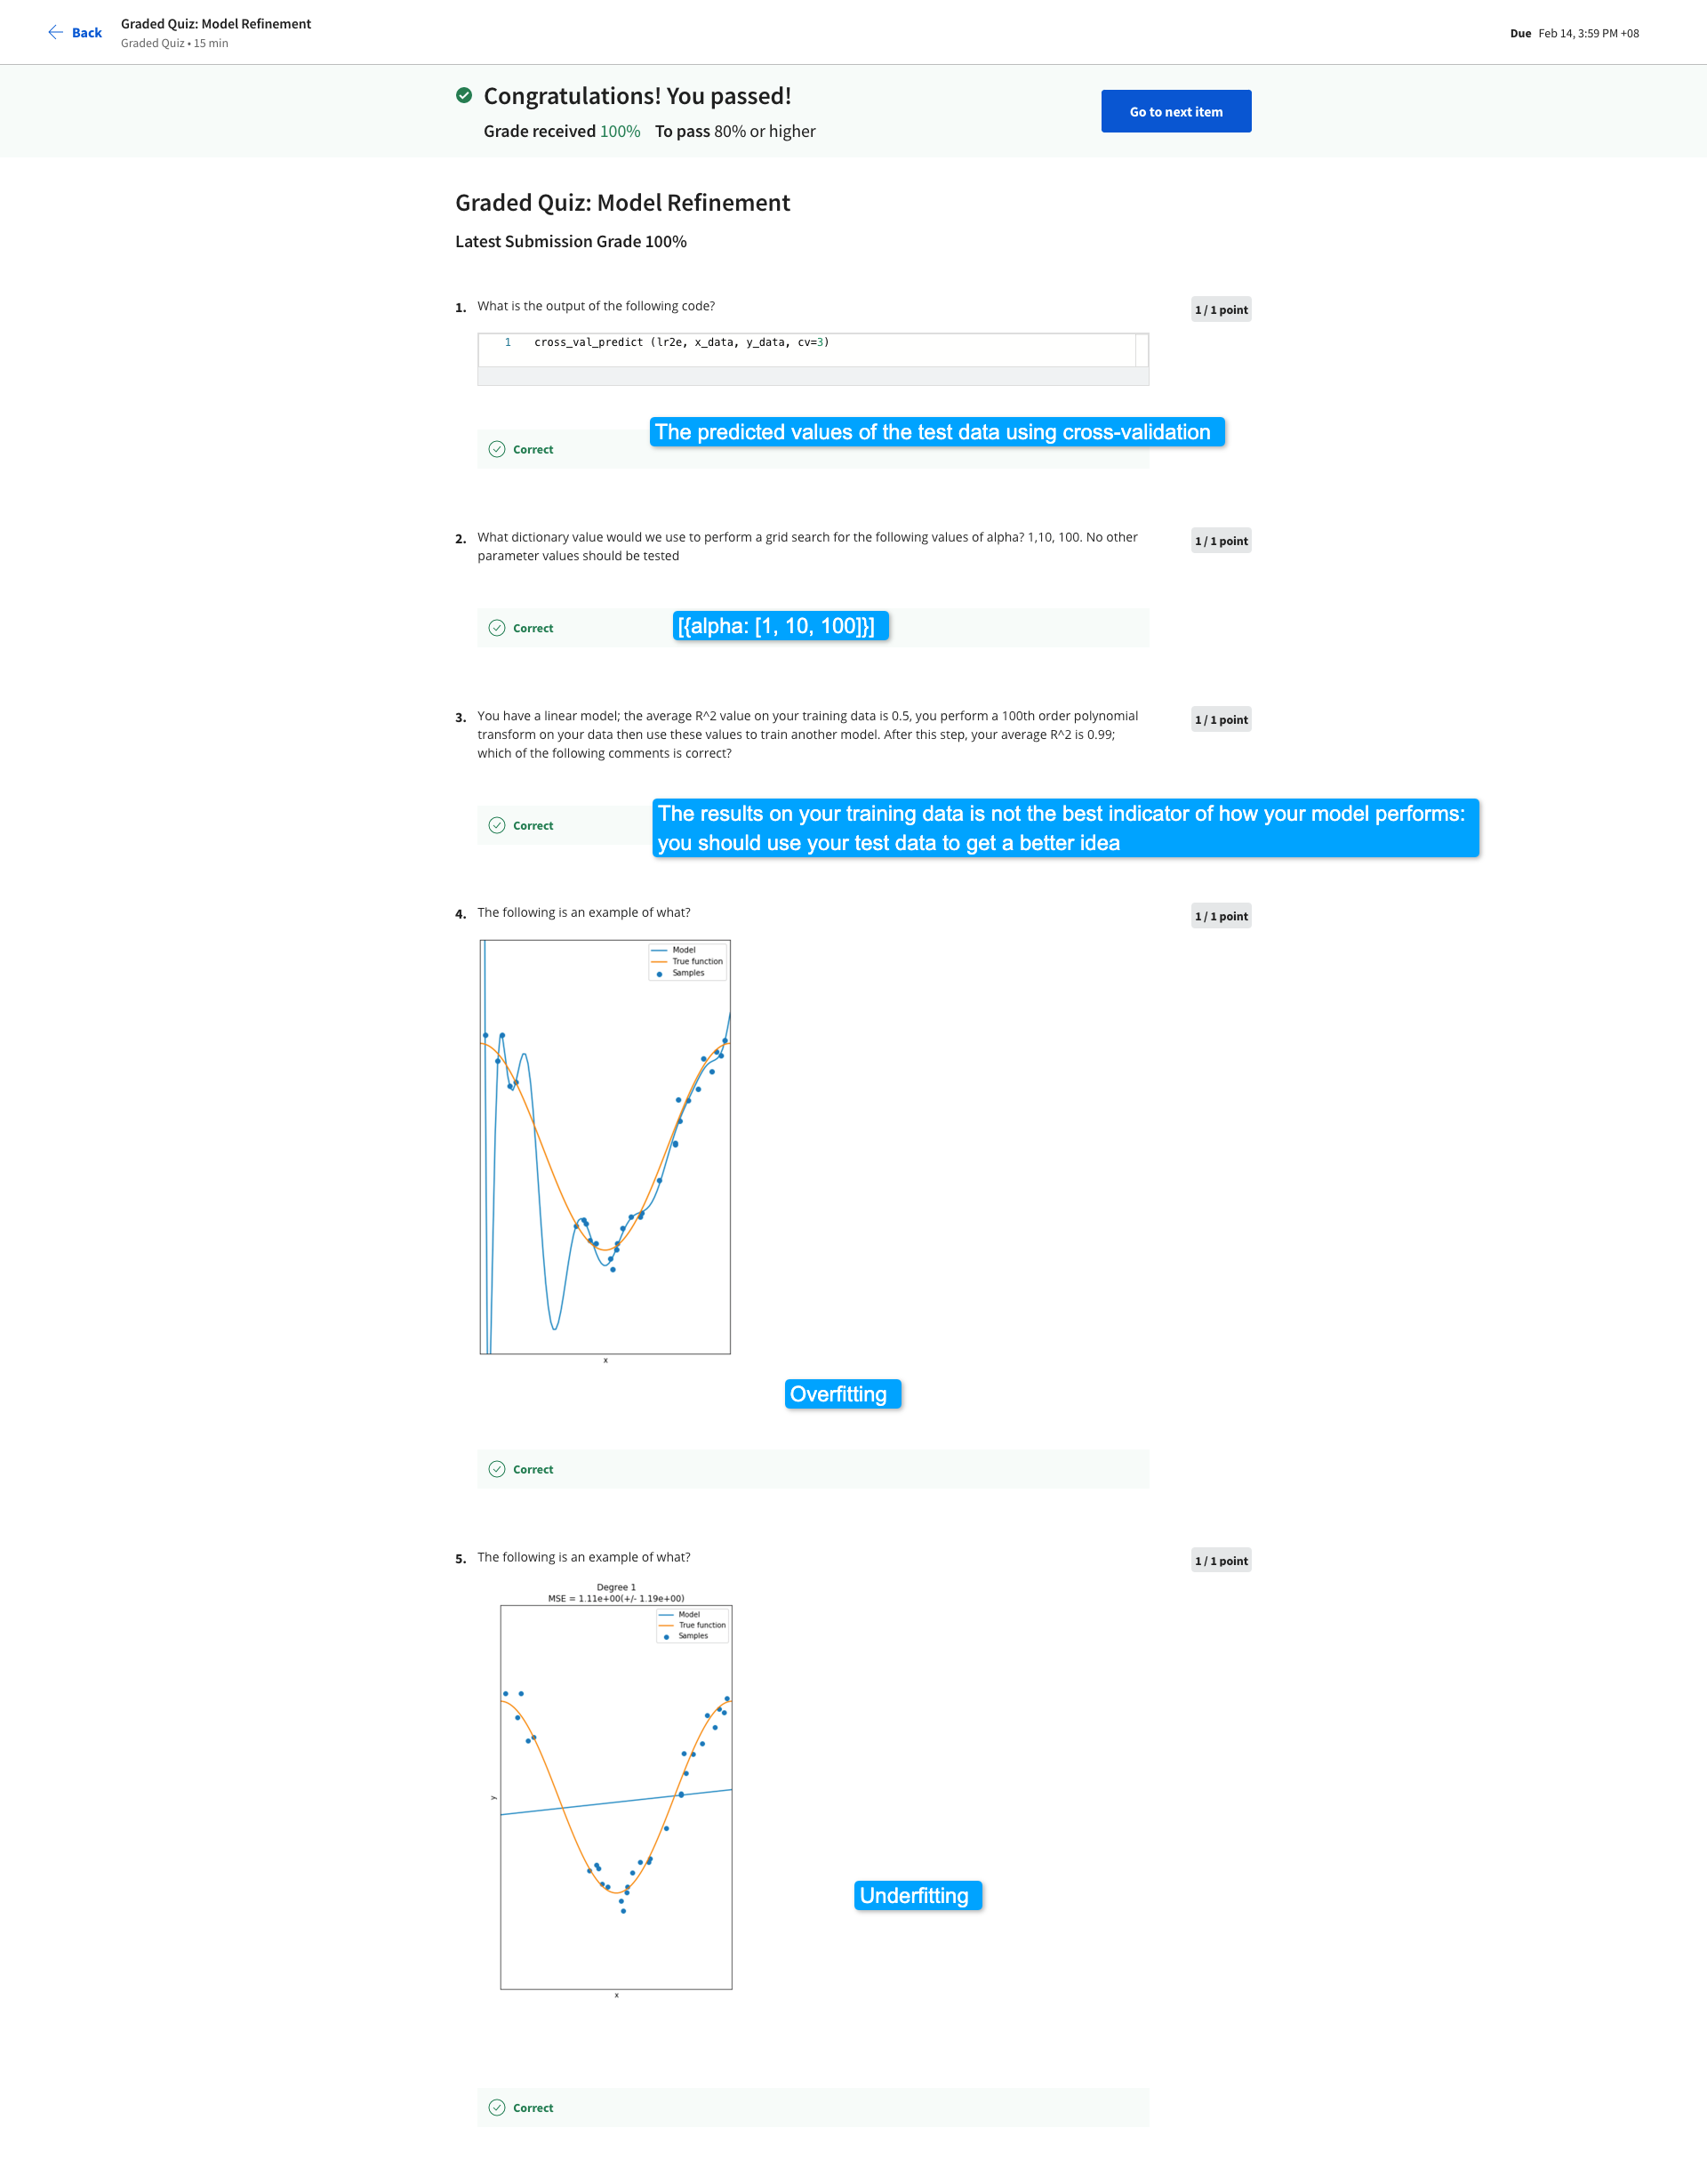 Back
Graded Quiz: Model Refinement
Graded Quiz • 15 min
Due Feb 14, 3:59 PM +08
Congratulations! You passed!
Grade received 100% To pass 80% or higher
Go to next item
Graded Quiz: Model Refinement
Latest Submission Grade 100%
1. What is the output of the following code?
1 / 1 point
1 cross_val_predict (lr2e, x_data, y_data, cv=3)
The predicted values of the test data using cross-validation
Correct
2. What dictionary value would we use to perform a grid search for the following values of alpha? 1,10, 100. No other
parameter values should be tested
1 / 1 point
[{alpha: [1, 10, 100]}]
Correct
3. You have a linear model; the average R^2 value on your training data is 0.5, you perform a 100th order polynomial
transform on your data then use these values to train another model. After this step, your average R^2 is 0.99;
which of the following comments is correct?
1 / 1 point
The results on your training data is not the best indicator of how your model performs:
you should use your test data to get a better idea
Correct
4. The following is an example of what?
1 / 1 point
Model
True function
Samples
x
Overfitting
Correct
5. The following is an example of what?
1 / 1 point
Degree 1
MSE = 1.11e+00(+/- 1.19e+00)
Model
True function
Samples
y
Underfitting
x
Correct